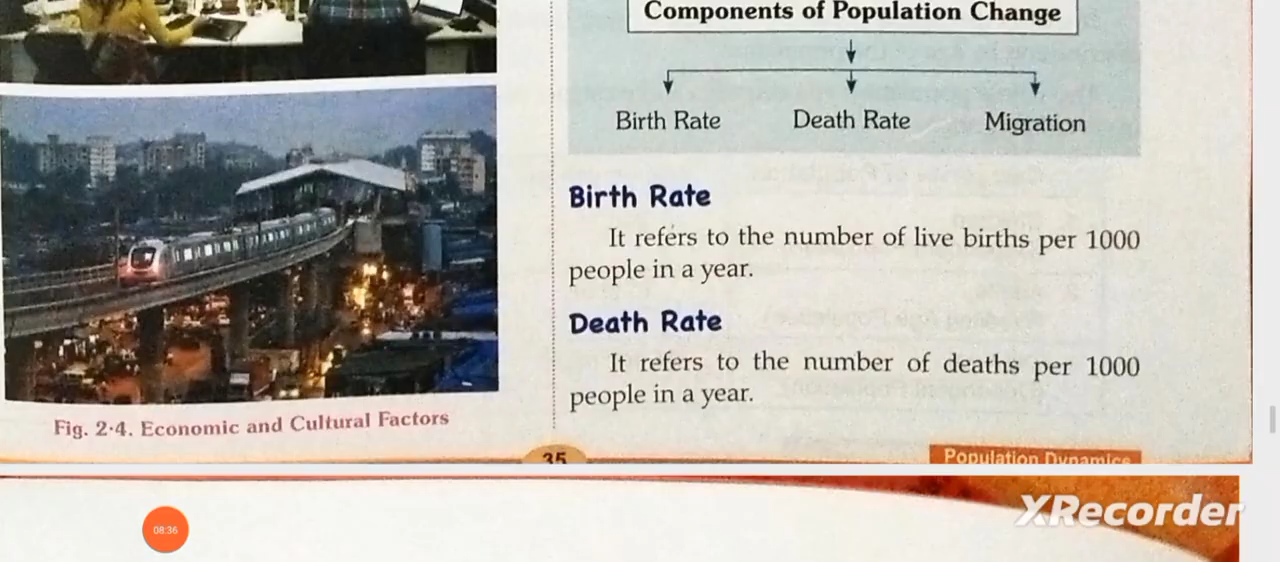 Components of Population Change
Birth Rate Death Rate Migration
Birth Rate
It refers to the number of live births per 1000
people in a year.
Death Rate
It refers to the number of deaths per 1000
people in a year.
Fig. 2·4. Economic and Cultural Factors
35
Population Dynamics
08:36
XRecorder